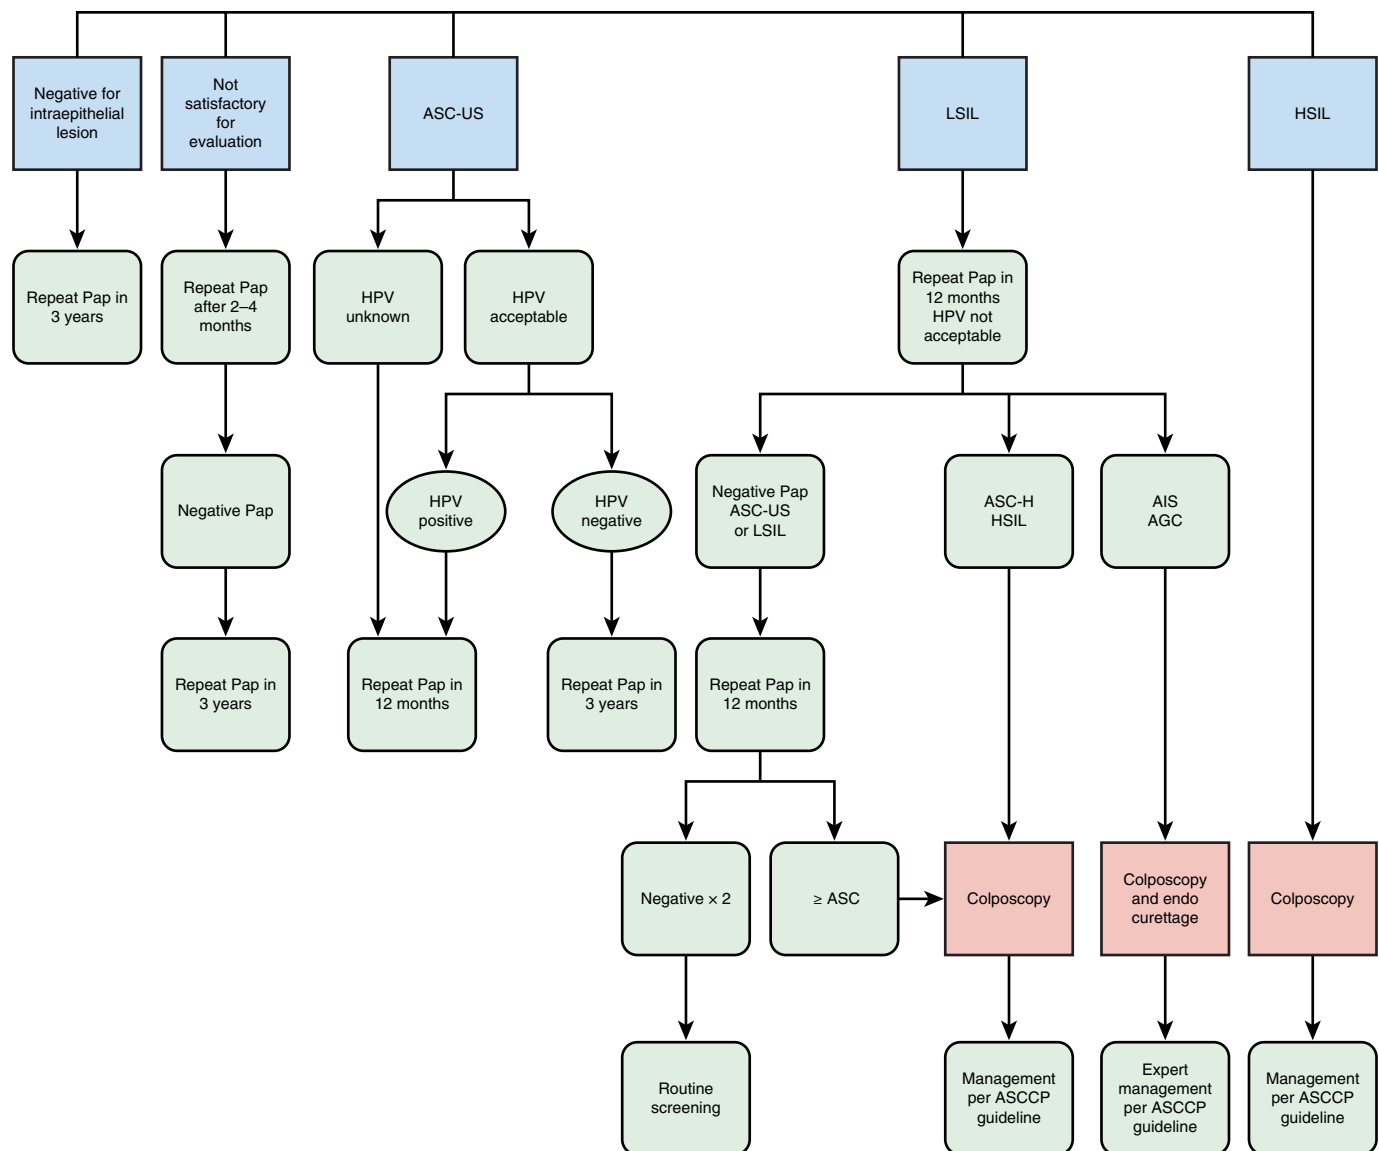 Negative for
intraepithelial
lesion
Not
satisfactory
for
evaluation
ASC-US
LSIL
HSIL
Repeat Pap in
3 years
Repeat Pap
after 2–4
months
HPV
unknown
HPV
acceptable
Repeat Pap in
12 months
HPV not
acceptable
Negative Pap
HPV
positive
HPV
negative
Negative Pap
ASC-US
or LSIL
ASC-H
HSIL
AIS
AGC
Repeat Pap in
3 years
Repeat Pap in
12 months
Repeat Pap in
3 years
Repeat Pap in
12 months
Negative × 2
≥ ASC
Colposcopy
Colposcopy
and endo
curettage
Colposcopy
Routine
screening
Management
per ASCCP
guideline
Expert
management
per ASCCP
guideline
Management
per ASCCP
guideline